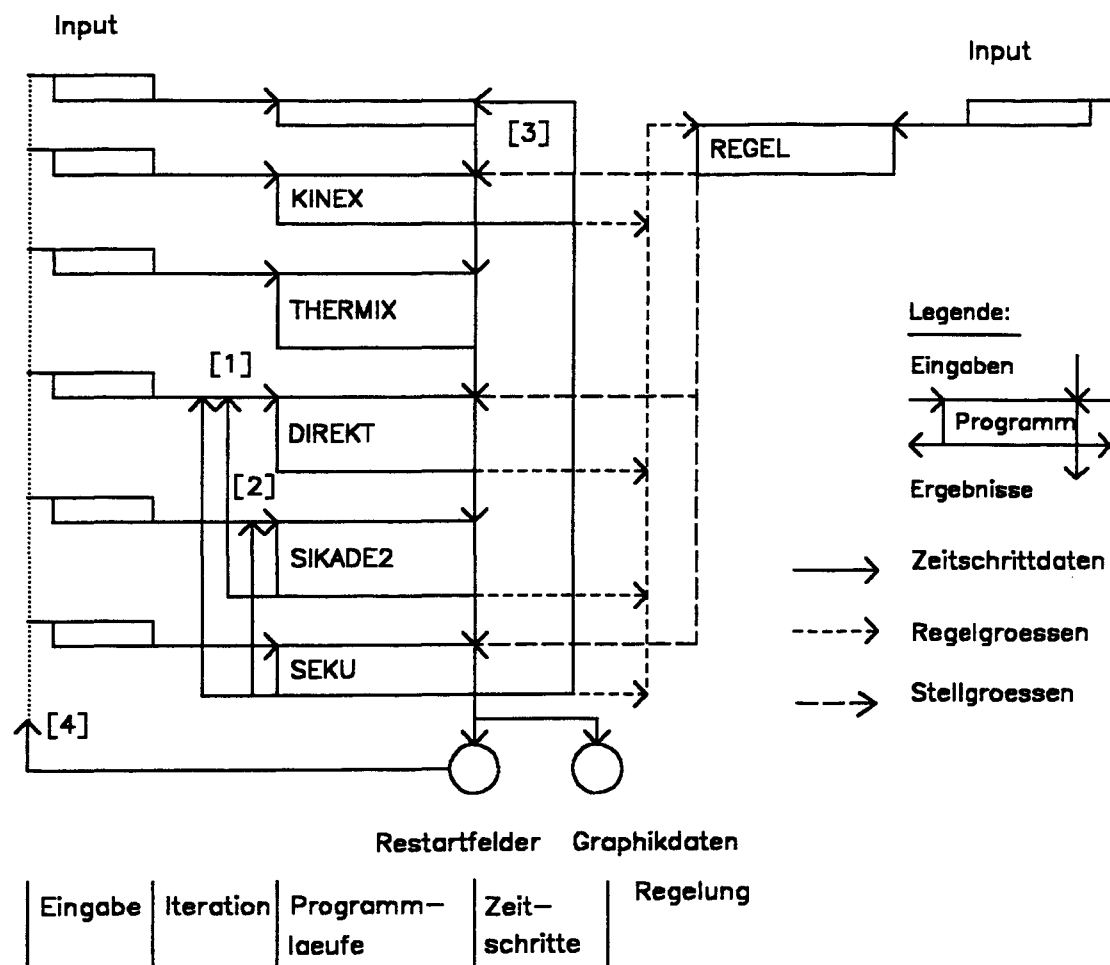 Input
Input
[3]
REGEL
KINEX
THERMIX
Legende:
[1]
Eingaben
Programm
DIREKT
[2]
Ergebnisse
SIKADE2
Zeitschrittdaten
Regelgroessen
SEKU
Stellgroessen
[4]
Restartfelder Graphikdaten
Eingabe Iteration Programm- Zeit- Regelung
laeufe schritte